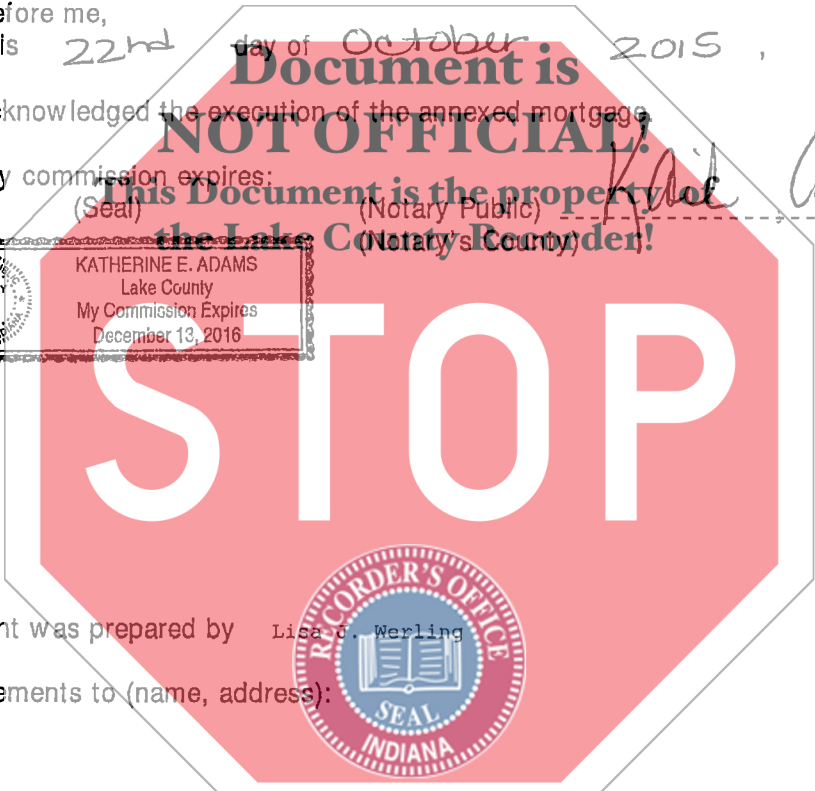 efore me,
is 22nd day of October 2015,
Document is
knowledged the execution of the annexed mortgage.
NOT OFFICIAL!
y commission expires:
This Document is the property of
(Seal) (Notary Public)
the Lake County Recorder!
(Notary's County)
KATHERINE E. ADAMS
Lake County
My Commission Expires
December 13, 2016
STOP
RECORDER'S OFFICE
nt was prepared by Lisa J. Werling
ements to (name, address):
SEAL
INDIANA